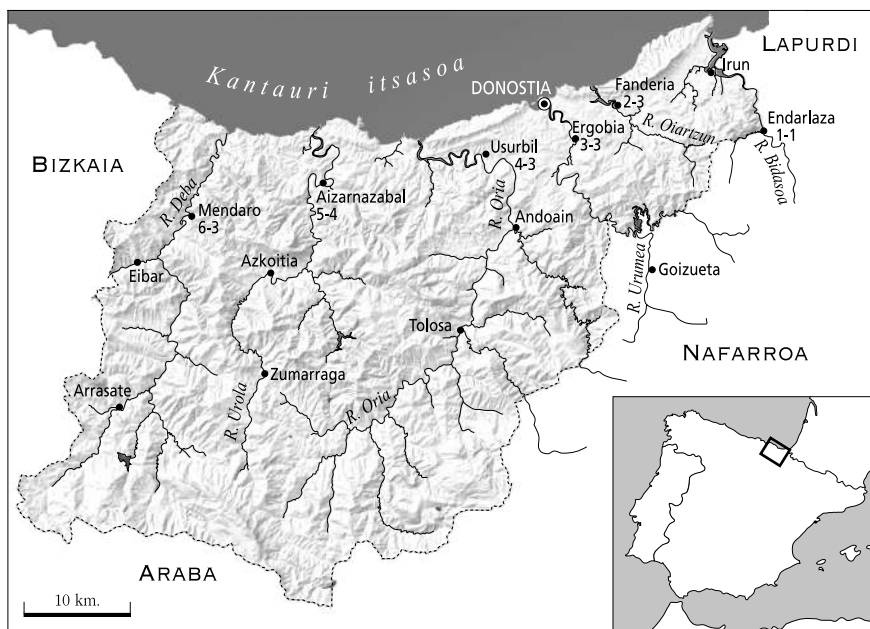 LAPURDI
Kantauri itsasoa
Irun
DONOSTIA
Fanderia
2-3
R. Oiarizun
Endarlaza
1-1
R. Bidasoa
Ergobia
3-3
Usurbil
4-3
BIZKAIA
R. Deba
Aizarnazabal
5-4
Mendaro
6-3
R. Oria
Andoain
Eibar
Azkoitia
R. Urumea
Goizueta
Tolosa
NAFARROA
Zumarraga
Arrasate
R. Urola
R. Oria
ARABA
10 km.